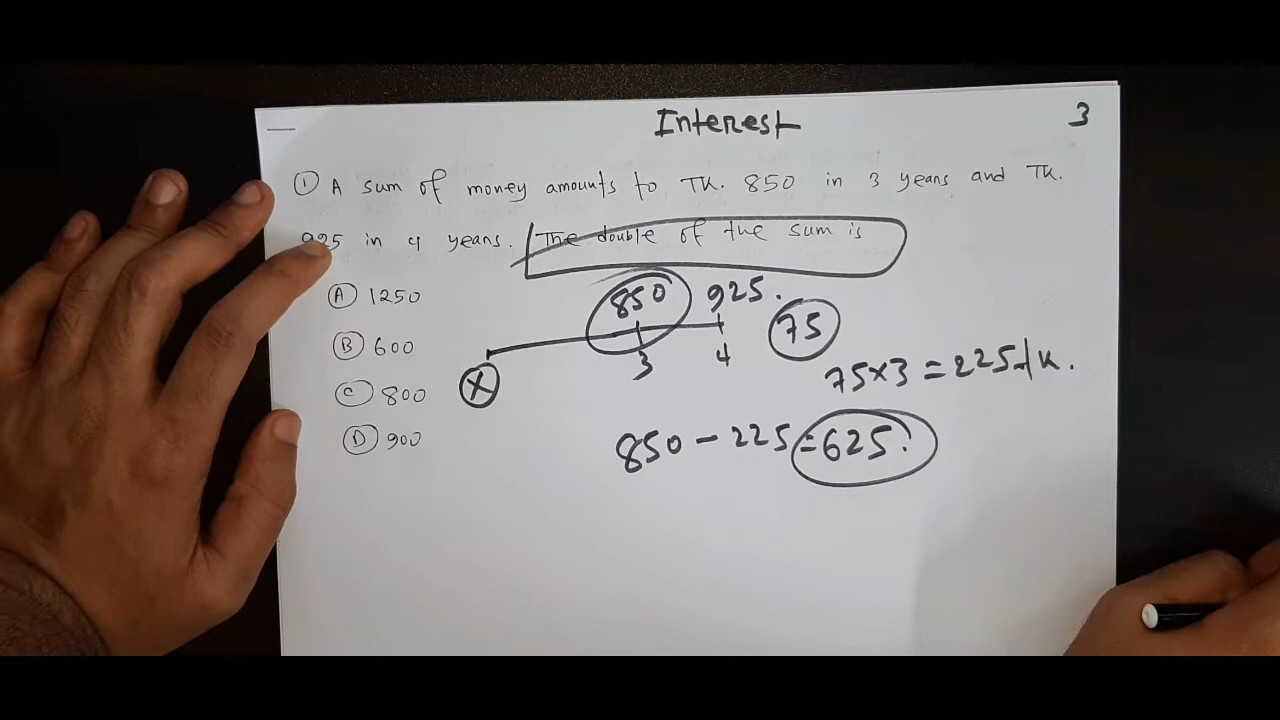 Interest
3
① A sum of money amounts to TK. 850 in 3 years and TK.
925 in 4 years. The double of the sum is
Ⓐ 1250
Ⓑ 600
Ⓒ 800
Ⓓ 900
850 925.
75
3 4
X
75×3 = 225 TK.
850 - 225 = 625.